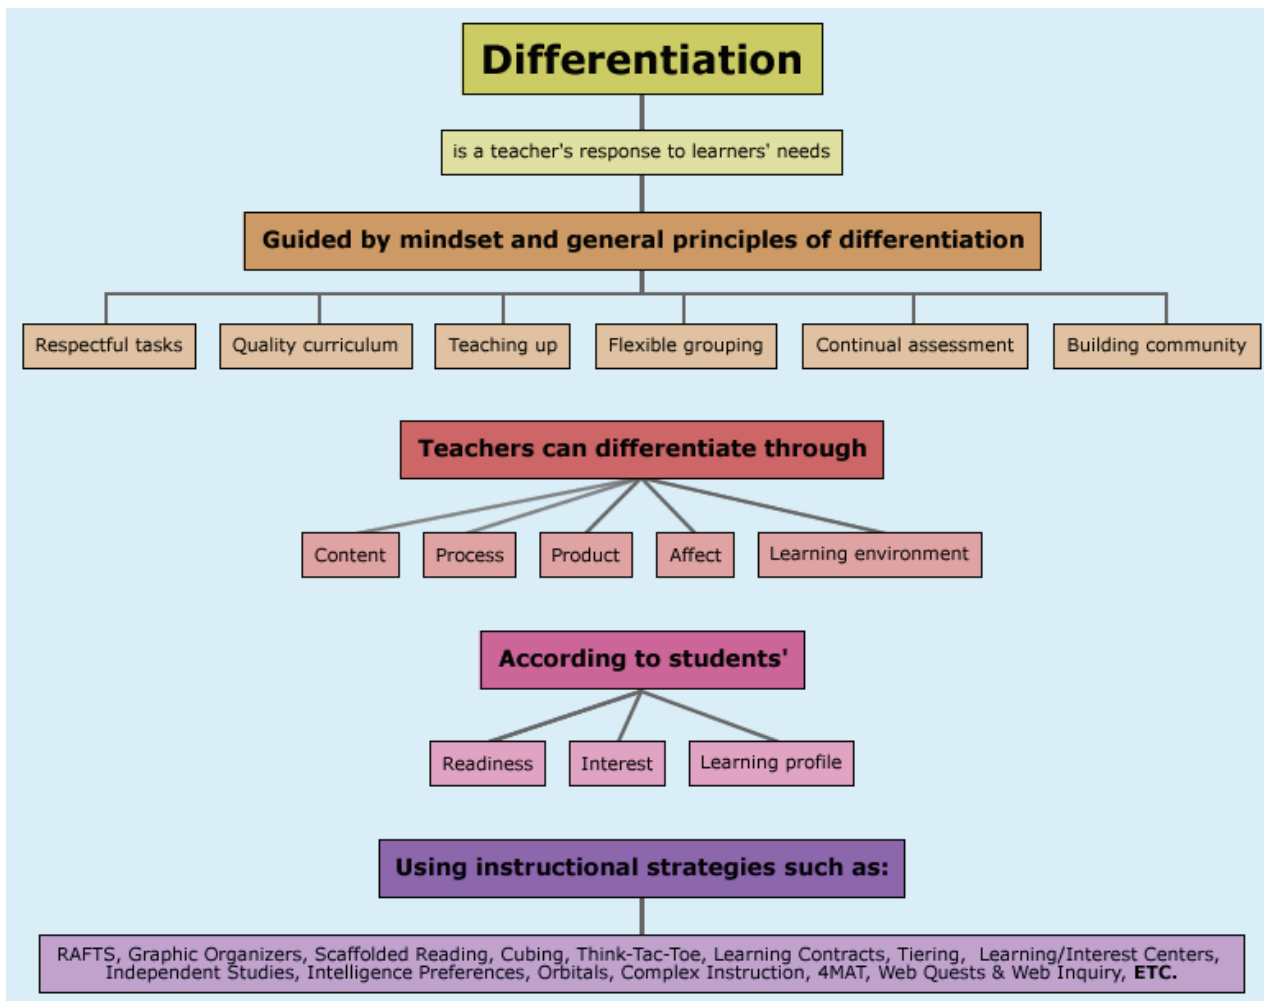 Differentiation
is a teacher's response to learners' needs
Guided by mindset and general principles of differentiation
Respectful tasks
Quality curriculum
Teaching up
Flexible grouping
Continual assessment
Building community
Teachers can differentiate through
Content
Process
Product
Affect
Learning environment
According to students'
Readiness
Interest
Learning profile
Using instructional strategies such as:
RAFTS, Graphic Organizers, Scaffolded Reading, Cubing, Think-Tac-Toe, Learning Contracts, Tiering, Learning/Interest Centers,
Independent Studies, Intelligence Preferences, Orbitals, Complex Instruction, 4MAT, Web Quests & Web Inquiry, ETC.